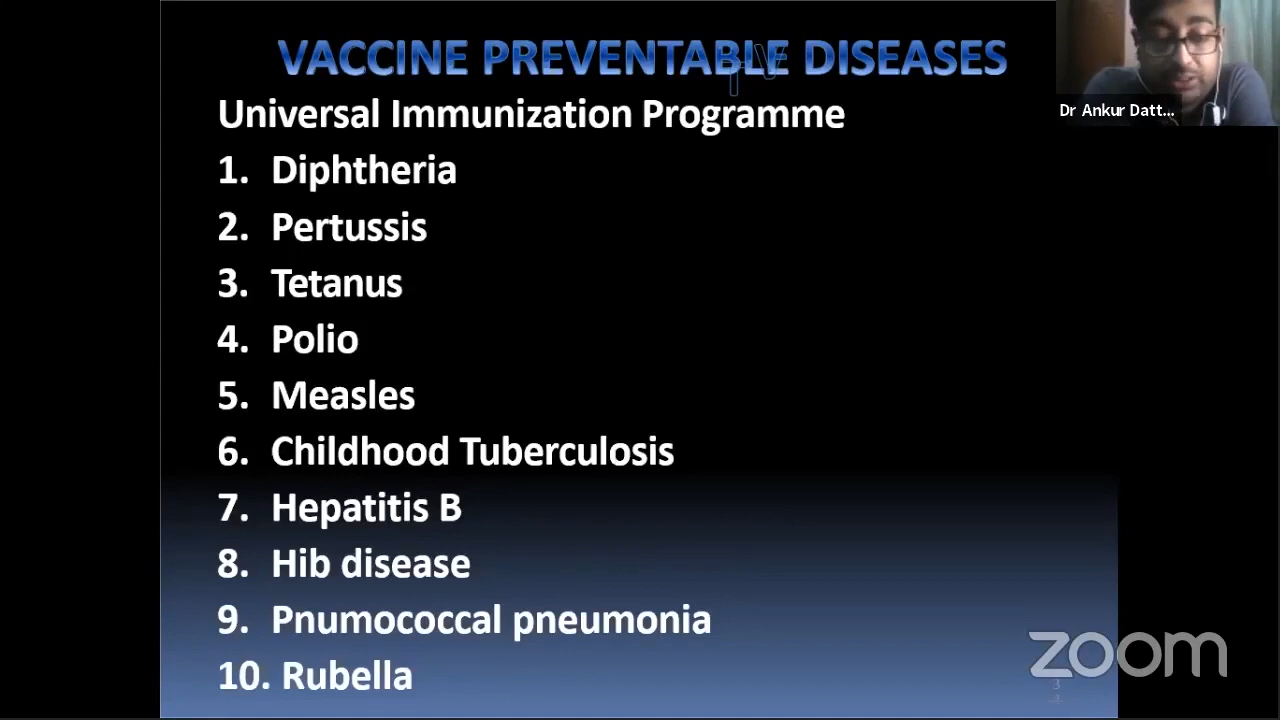 VACCINE PREVENTABLE DISEASES
Dr Ankur Datt...
Universal Immunization Programme
1. Diphtheria
2. Pertussis
3. Tetanus
4. Polio
5. Measles
6. Childhood Tuberculosis
7. Hepatitis B
8. Hib disease
9. Pnumococcal pneumonia
10. Rubella
zoom